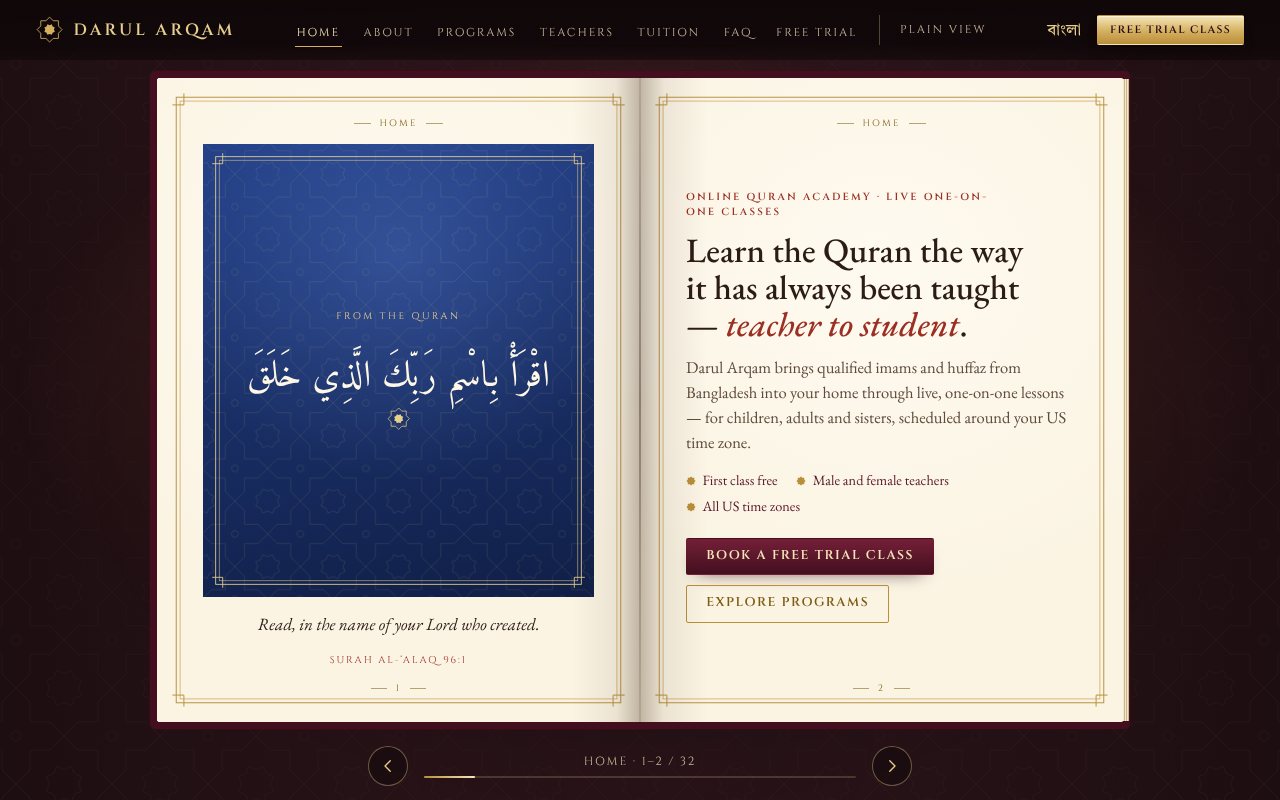 DARUL ARQAM
HOME ABOUT PROGRAMS TEACHERS TUITION FAQ FREE TRIAL PLAIN VIEW বাংলা FREE TRIAL CLASS
HOME
FROM THE QURAN
اقْرَأْ بِاسْمِ رَبِّكَ الَّذِي خَلَقَ
Read, in the name of your Lord who created.
SURAH AL-ʿALAQ 96:1
1
HOME
ONLINE QURAN ACADEMY · LIVE ONE-ON-
ONE CLASSES
Learn the Quran the way
it has always been taught
— teacher to student.
Darul Arqam brings qualified imams and huffaz from
Bangladesh into your home through live, one-on-one lessons
— for children, adults and sisters, scheduled around your US
time zone.
First class free Male and female teachers
All US time zones
BOOK A FREE TRIAL CLASS
EXPLORE PROGRAMS
2
HOME · 1–2 / 32